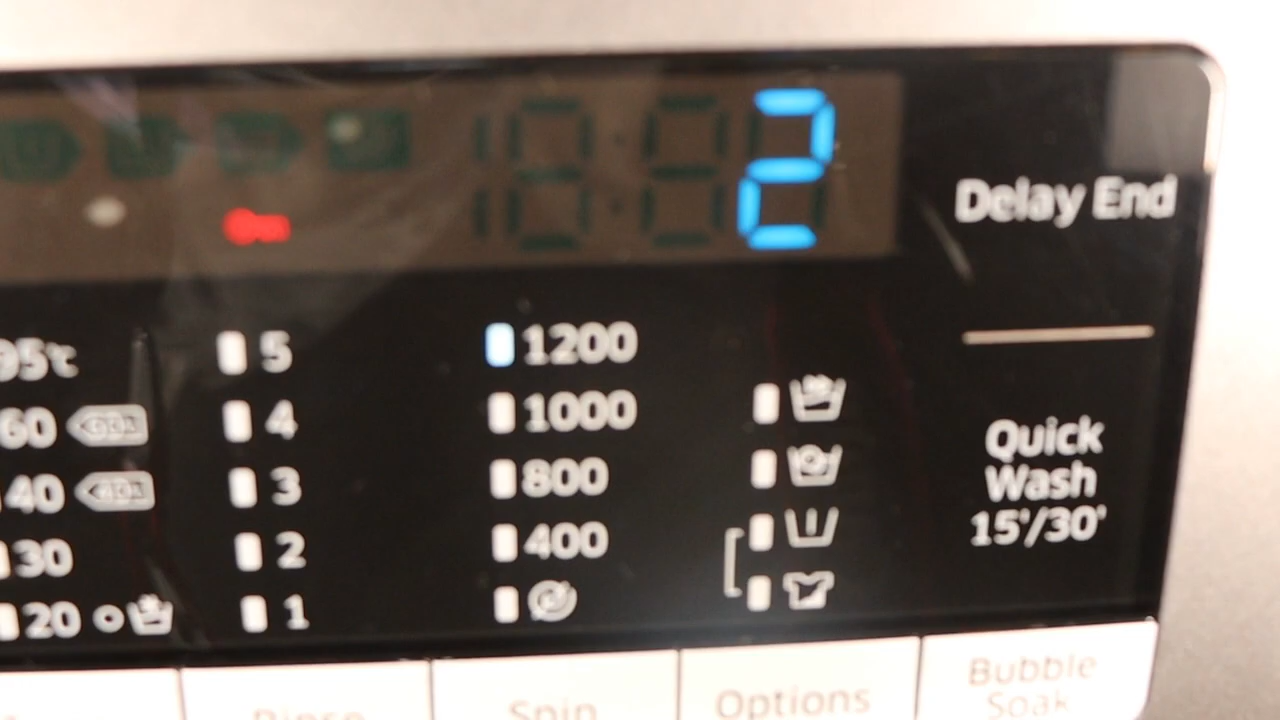 2
Delay End
95℃
60
40
30
20
5
4
3
2
1
1200
1000
800
400
Quick
Wash
15'/30'
Rinse
Spin
Options
Bubble
Soak